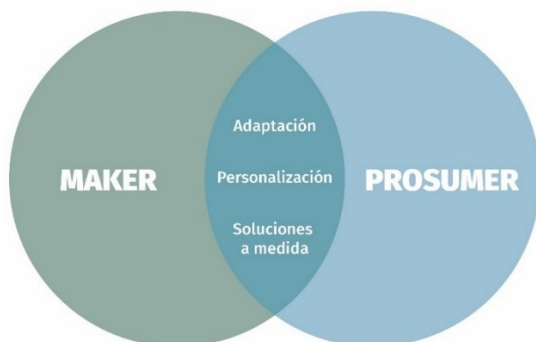 Adaptación
MAKER
Personalización
PROSUMER
Soluciones
a medida